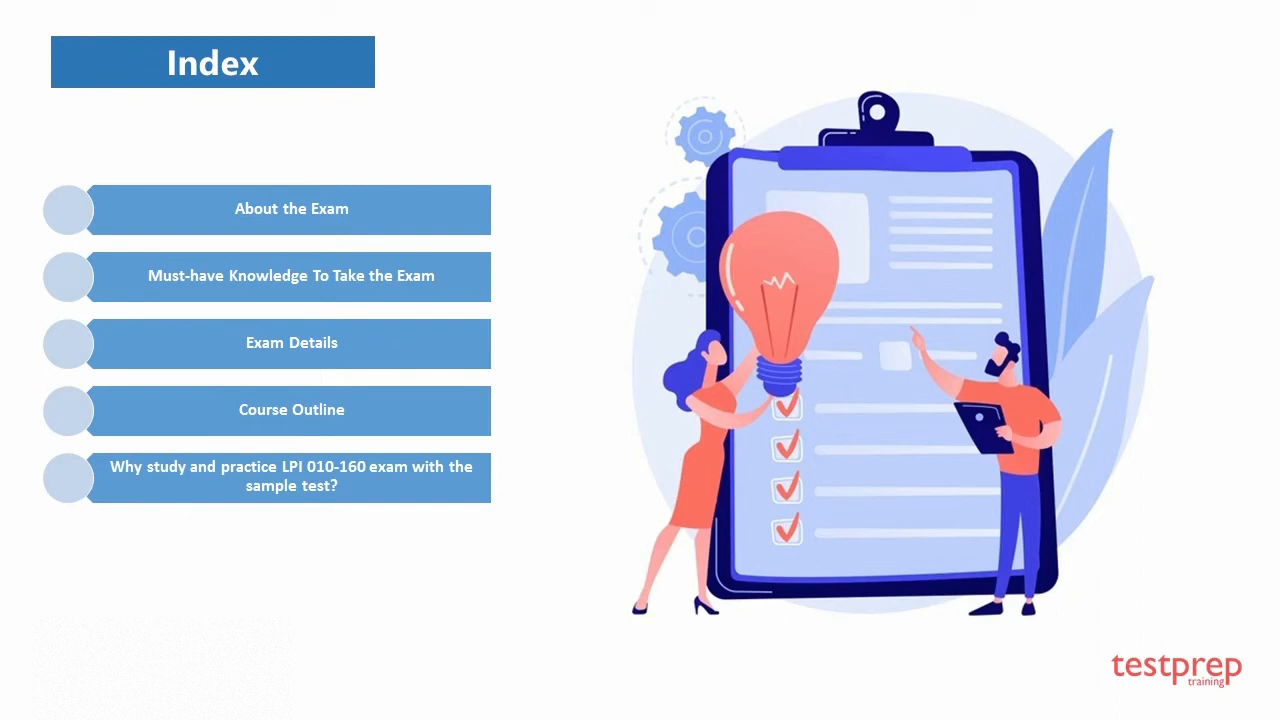 Index
About the Exam
Must-have Knowledge To Take the Exam
Exam Details
Course Outline
Why study and practice LPI 010-160 exam with the
sample test?
testprep
training